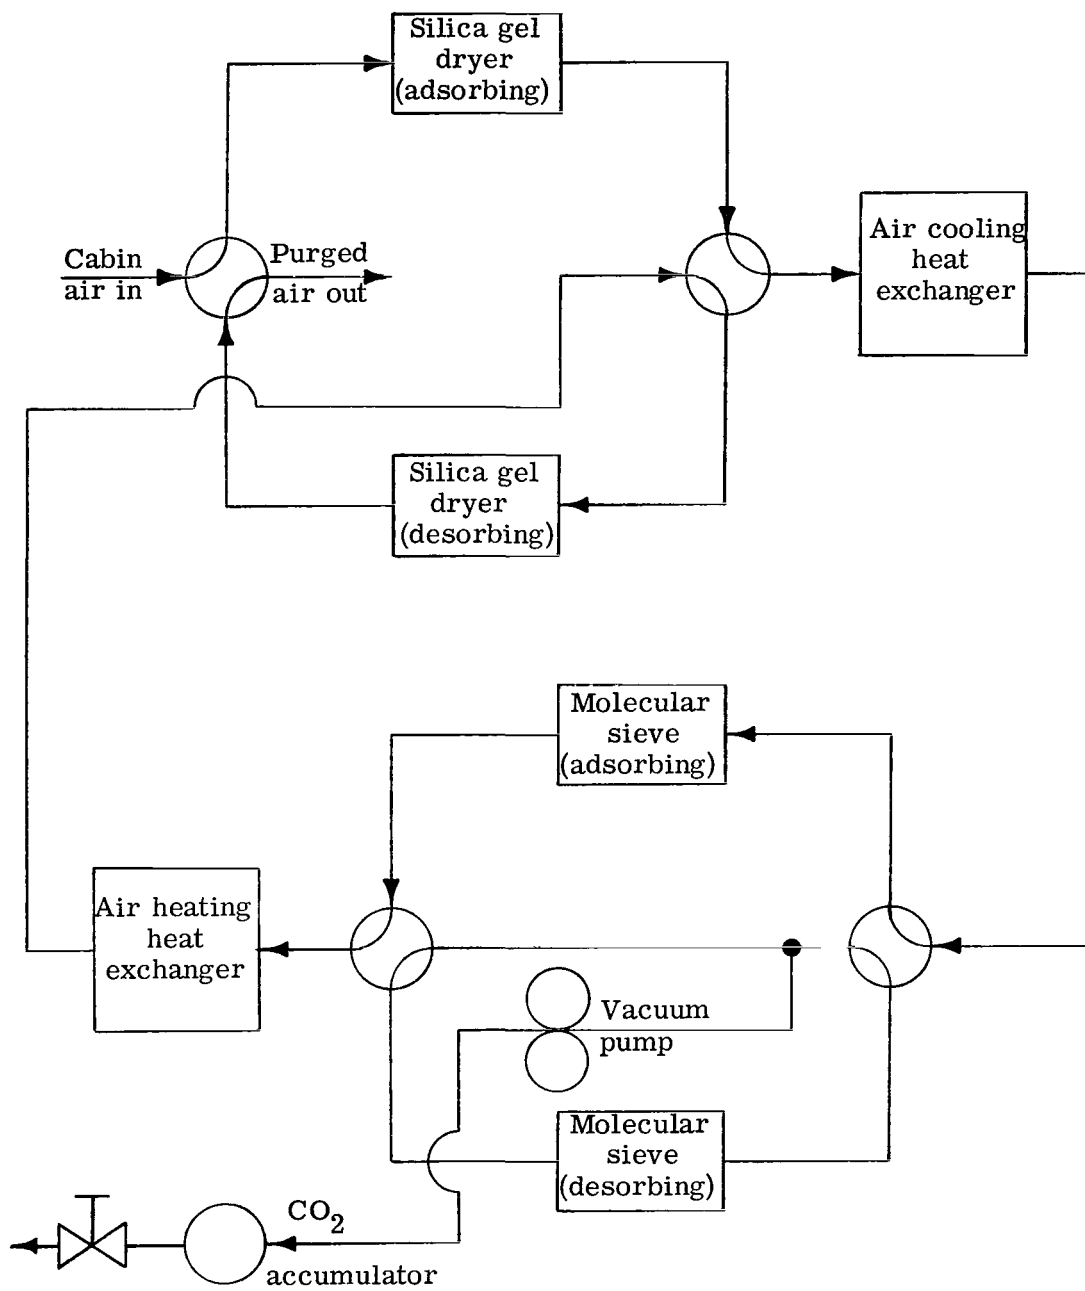 Silica gel
dryer
(adsorbing)
Cabin
air in
Purged
air out
Air cooling
heat
exchanger
Silica gel
dryer
(desorbing)
Molecular
sieve
(adsorbing)
Air heating
heat
exchanger
Vacuum
pump
Molecular
sieve
(desorbing)
CO2
accumulator